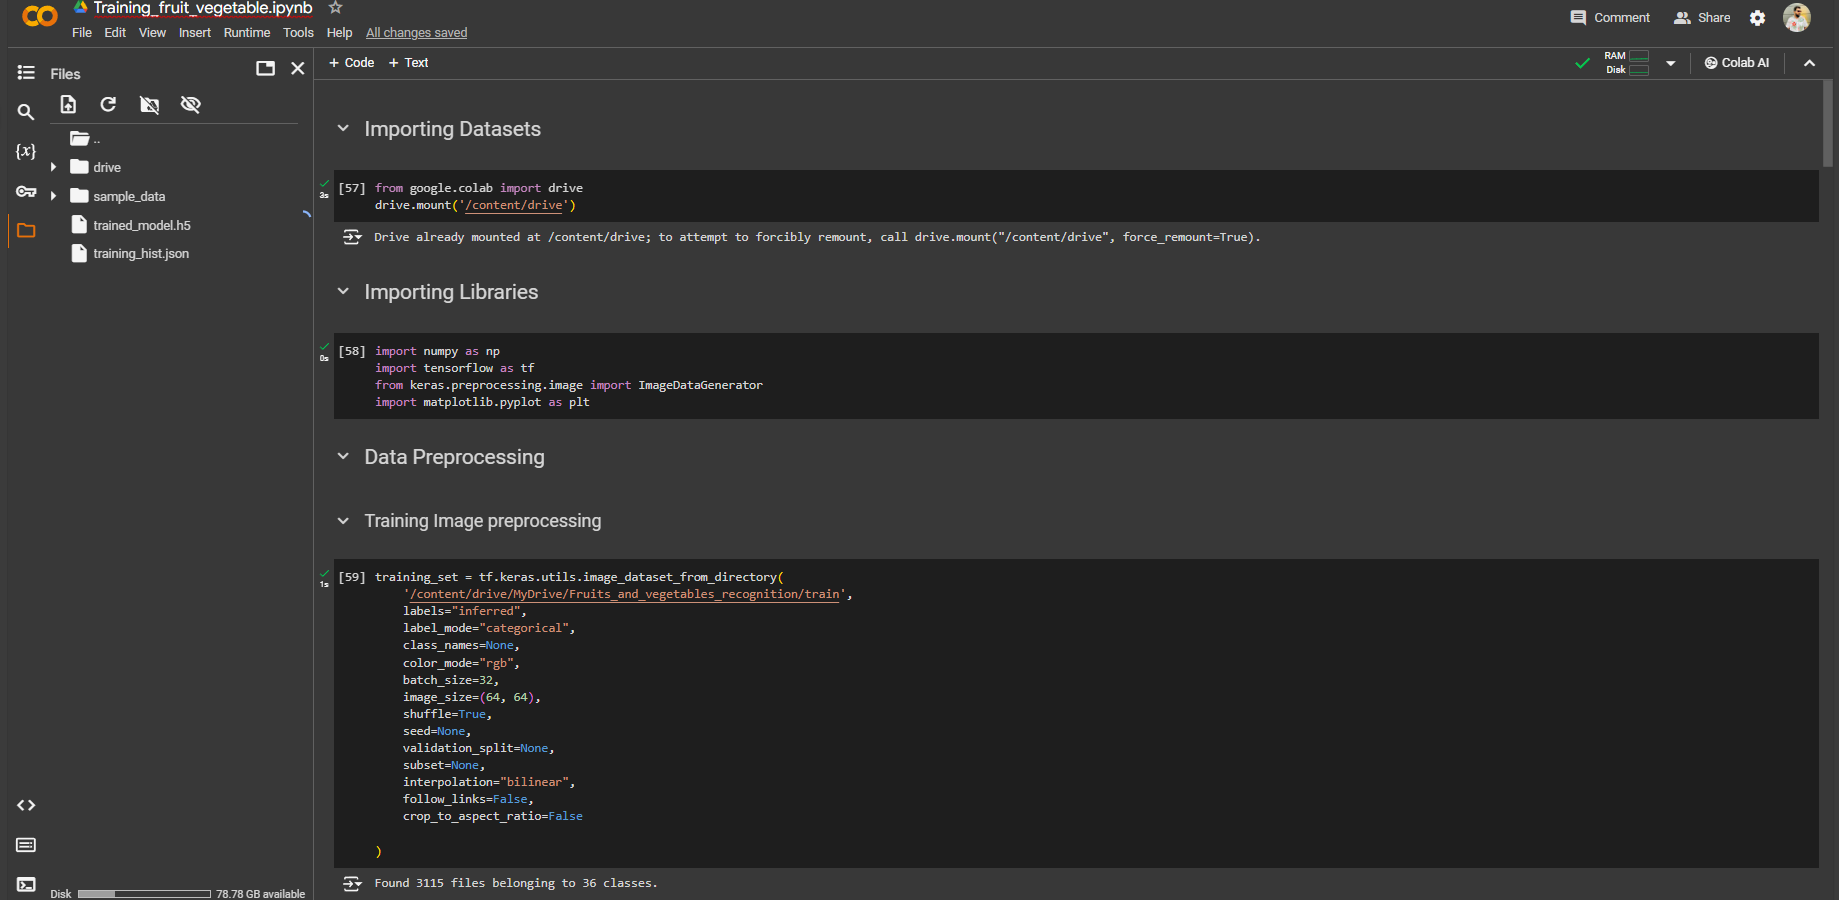 Training_fruit_vegetable.ipynb
File Edit View Insert Runtime Tools Help All changes saved
Comment Share
Files
+ Code + Text
RAM
Disk
Colab AI
..
drive
sample_data
trained_model.h5
training_hist.json
{x}
Importing Datasets
3s
[57] from google.colab import drive
drive.mount('/content/drive')
Drive already mounted at /content/drive; to attempt to forcibly remount, call drive.mount("/content/drive", force_remount=True).
Importing Libraries
0s
[58] import numpy as np
import tensorflow as tf
from keras.preprocessing.image import ImageDataGenerator
import matplotlib.pyplot as plt
Data Preprocessing
Training Image preprocessing
1s
[59] training_set = tf.keras.utils.image_dataset_from_directory(
'/content/drive/MyDrive/Fruits_and_vegetables_recognition/train',
labels="inferred",
label_mode="categorical",
class_names=None,
color_mode="rgb",
batch_size=32,
image_size=(64, 64),
shuffle=True,
seed=None,
validation_split=None,
subset=None,
interpolation="bilinear",
follow_links=False,
crop_to_aspect_ratio=False
)
Found 3115 files belonging to 36 classes.
Disk 78.78 GB available